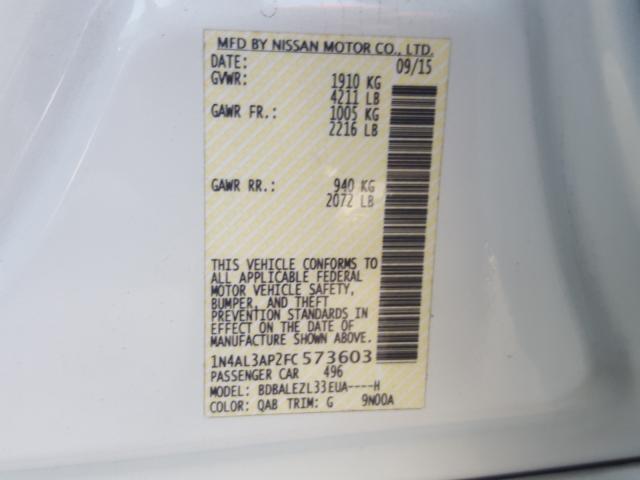 MFD BY NISSAN MOTOR CO., LTD.
DATE: 09/15
GVWR: 1910 KG
4211 LB
GAWR FR.: 1005 KG
2216 LB
GAWR RR.: 940 KG
2072 LB
THIS VEHICLE CONFORMS TO
ALL APPLICABLE FEDERAL
MOTOR VEHICLE SAFETY,
BUMPER, AND THEFT
PREVENTION STANDARDS IN
EFFECT ON THE DATE OF
MANUFACTURE SHOWN ABOVE.
1N4AL3AP2FC573603
PASSENGER CAR 496
MODEL: BDBALEZL33EUA----H
COLOR: QAB TRIM: G 9N00A